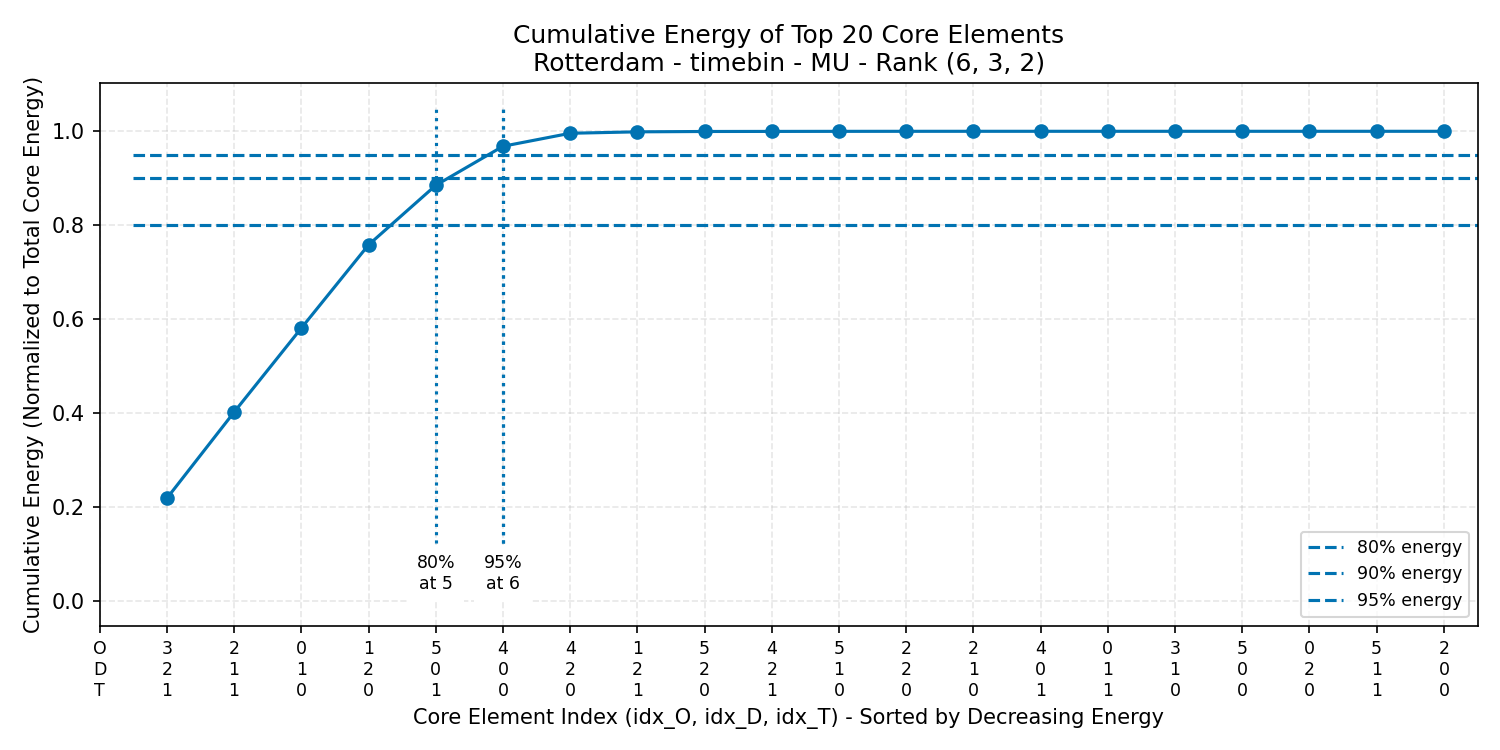 Cumulative Energy of Top 20 Core Elements
Rotterdam - timebin - MU - Rank (6, 3, 2)
Cumulative Energy (Normalized to Total Core Energy)
1.0
0.8
0.6
0.4
0.2
0.0
80% at 5
95% at 6
80% energy
90% energy
95% energy
O 3 2 0 1 5 4 4 1 5 4 5 2 2 4 0 3 5 0 5 2
D 2 1 1 2 0 0 2 2 2 2 1 2 1 0 1 1 0 2 1 0
T 1 1 0 0 1 0 0 1 0 1 0 0 0 1 1 0 0 0 1 0
Core Element Index (idx_O, idx_D, idx_T) - Sorted by Decreasing Energy